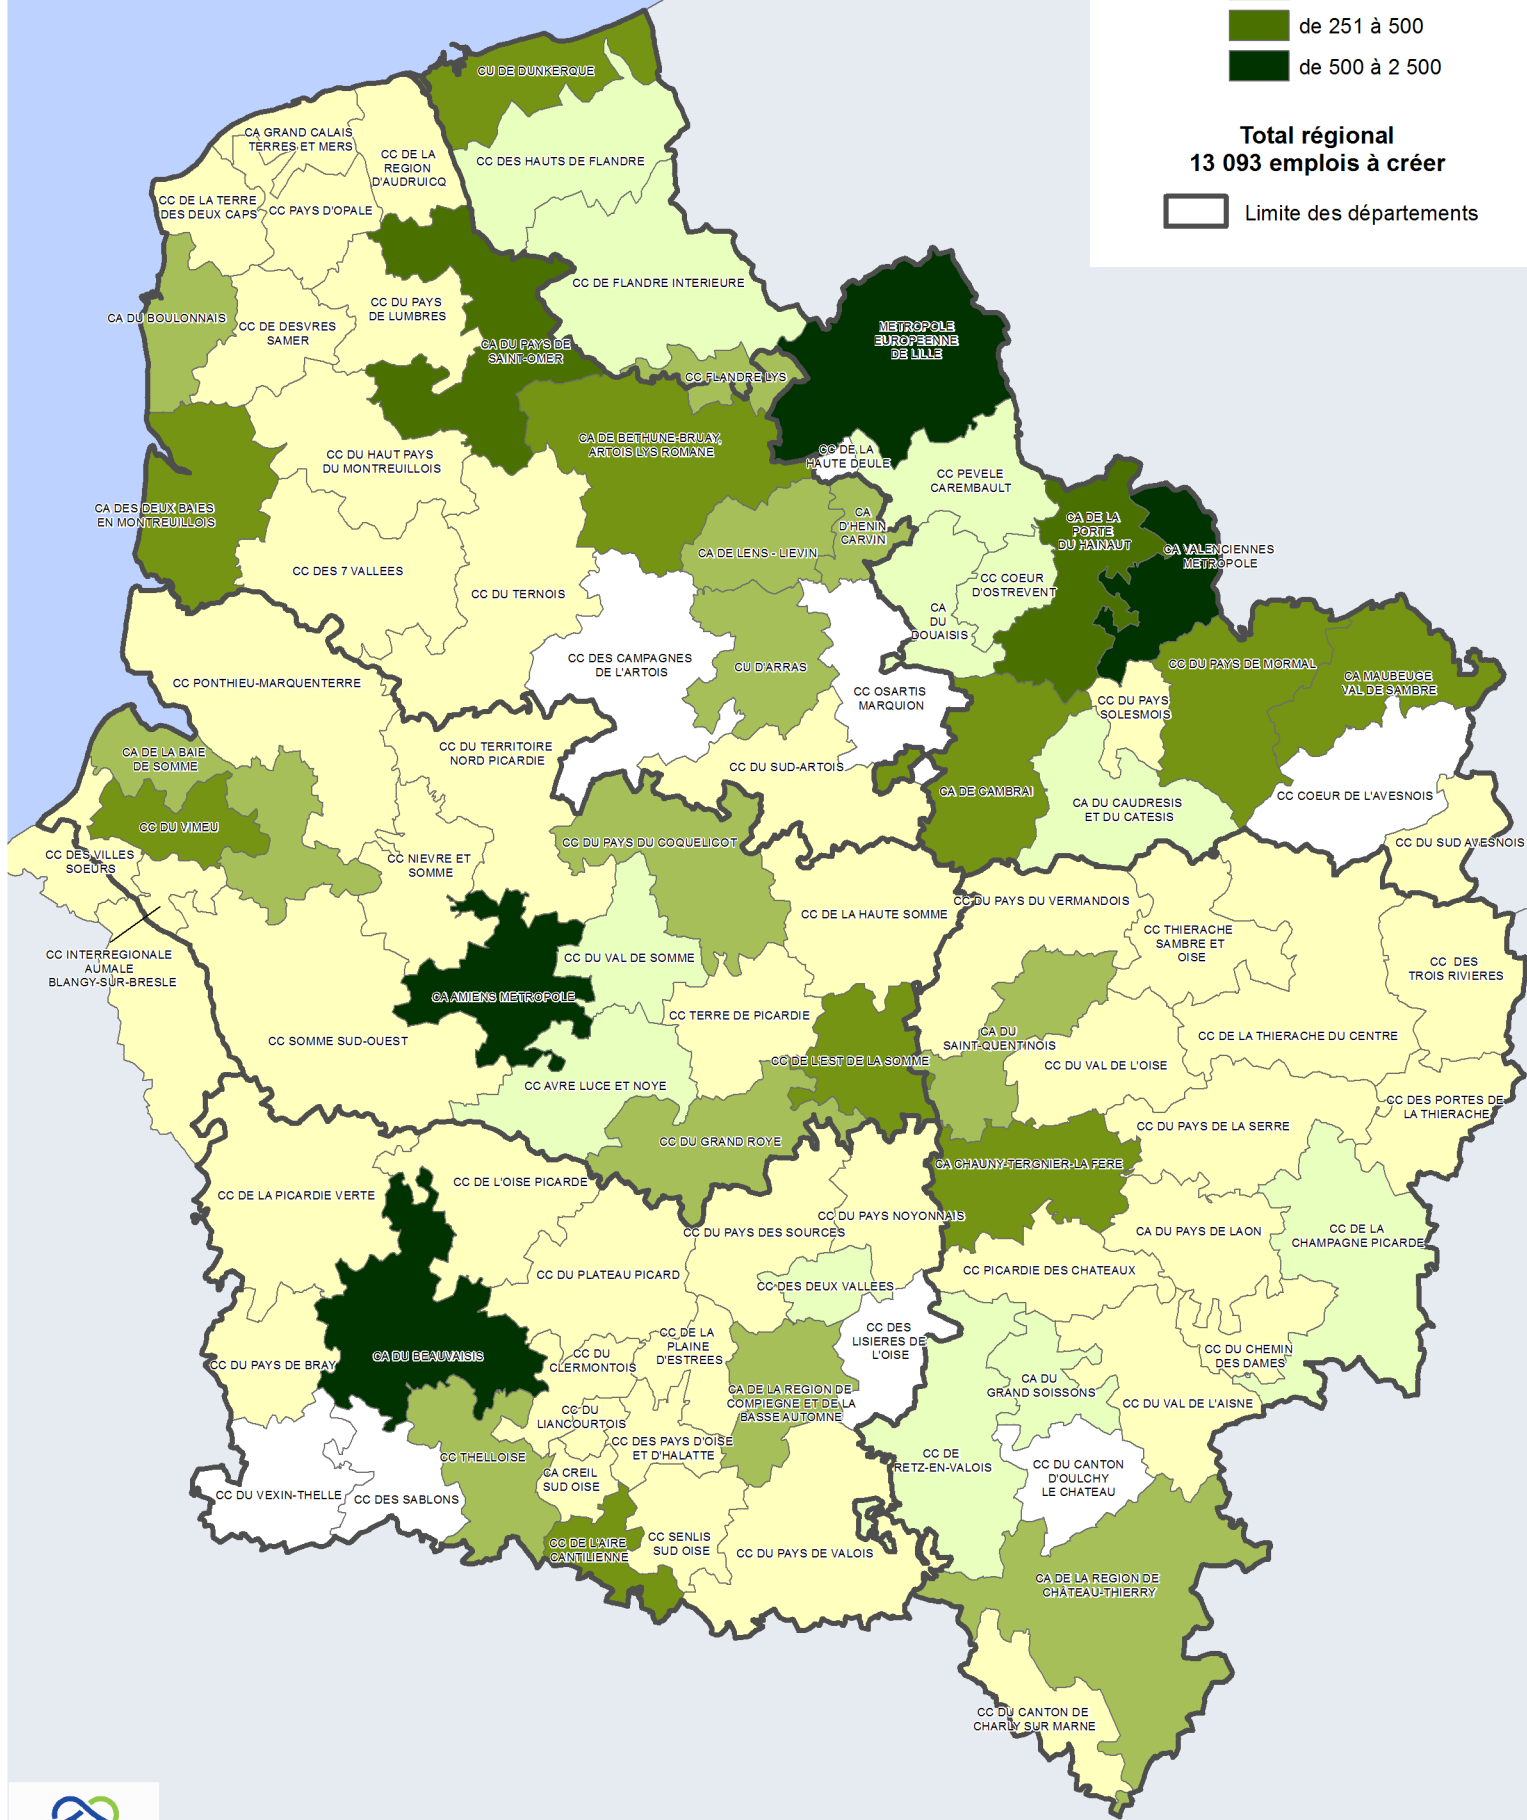 de 251 à 500
de 500 à 2 500
Total régional
13 093 emplois à créer
Limite des départements
CU DE DUNKERQUE
CA GRAND CALAIS
TERRES ET MERS
CC DE LA
REGION
D'AUDRUICQ
CC DES HAUTS DE FLANDRE
CC DE LA TERRE
DES DEUX CAPS
CC PAYS D'OPALE
CC DE FLANDRE INTERIEURE
CA DU BOULONNAIS
CC DE DESVRES
SAMER
CC DU PAYS
DE LUMBRES
CA DU PAYS DE
SAINT-OMER
METROPOLE
EUROPEENNE
DE LILLE
CC FLANDRE LYS
CC DU HAUT PAYS
DU MONTREUILLOIS
CA DE BETHUNE-BRUAY,
ARTOIS LYS ROMANE
CC DE LA
HAUTE DEULE
CC PEVELE
CAREMBAULT
CA DES DEUX BAIES
EN MONTREUILLOIS
CA
D'HENIN
CARVIN
CA DE LENS - LIEVIN
CA DE LA
PORTE
DU HAINAUT
CA VALENCIENNES
METROPOLE
CC DES 7 VALLEES
CC DU TERNOIS
CC COEUR
D'OSTREVENT
CA
DU
DOUAISIS
CC DES CAMPAGNES
DE L'ARTOIS
CU D'ARRAS
CC OSARTIS
MARQUION
CC DU PAYS DE MORMAL
CA MAUBEUGE
VAL DE SAMBRE
CC PONTHIEU-MARQUENTERRE
CC DU PAYS
SOLESMOIS
CA DE LA BAIE
DE SOMME
CC DU TERRITOIRE
NORD PICARDIE
CC DU SUD-ARTOIS
CA DE CAMBRAI
CA DU CAUDRESIS
ET DU CATESIS
CC COEUR DE L'AVESNOIS
CC DU VIMEU
CC DU PAYS DU COQUELICOT
CC DU SUD AVESNOIS
CC DES VILLES
SOEURS
CC NIEVRE ET
SOMME
CC DU PAYS DU VERMANDOIS
CC DE LA HAUTE SOMME
CC THIERACHE
SAMBRE ET
OISE
CC INTERREGIONALE
AUMALE
BLANGY-SUR-BRESLE
CC DU VAL DE SOMME
CC DES
TROIS RIVIERES
CA AMIENS METROPOLE
CC TERRE DE PICARDIE
CC SOMME SUD-OUEST
CA DU
SAINT-QUENTINOIS
CC DE LA THIERACHE DU CENTRE
CC DE L'EST DE LA SOMME
CC DU VAL DE L'OISE
CC AVRE LUCE ET NOYE
CC DES PORTES DE
LA THIERACHE
CC DU PAYS DE LA SERRE
CC DU GRAND ROYE
CA CHAUNY-TERGNIER-LA FERE
CC DE LA PICARDIE VERTE
CC DE L'OISE PICARDE
CC DU PAYS NOYONNAIS
CC DU PAYS DES SOURCES
CA DU PAYS DE LAON
CC DE LA
CHAMPAGNE PICARDE
CC DU PLATEAU PICARD
CC PICARDIE DES CHATEAUX
CC DES DEUX VALLEES
CC DES
LISIERES DE
L'OISE
CC DE LA
PLAINE
D'ESTREES
CC DU
CLERMONTOIS
CC DU PAYS DE BRAY
CA DU BEAUVAISIS
CC DU CHEMIN
DES DAMES
CA DU
GRAND SOISSONS
CA DE LA REGION DE
COMPIEGNE ET DE LA
BASSE AUTOMNE
CC DU VAL DE L'AISNE
CC DU
LIANCOURTOIS
CC DES PAYS D'OISE
ET D'HALATTE
CC THELLOISE
CC DE
RETZ-EN-VALOIS
CC DU CANTON
D'OULCHY
LE CHATEAU
CA CREIL
SUD OISE
CC DU VEXIN-THELLE
CC DES SABLONS
CC DE L'AIRE
CANTILIENNE
CC SENLIS
SUD OISE
CC DU PAYS DE VALOIS
CA DE LA REGION DE
CHÂTEAU-THIERRY
CC DU CANTON DE
CHARLY SUR MARNE